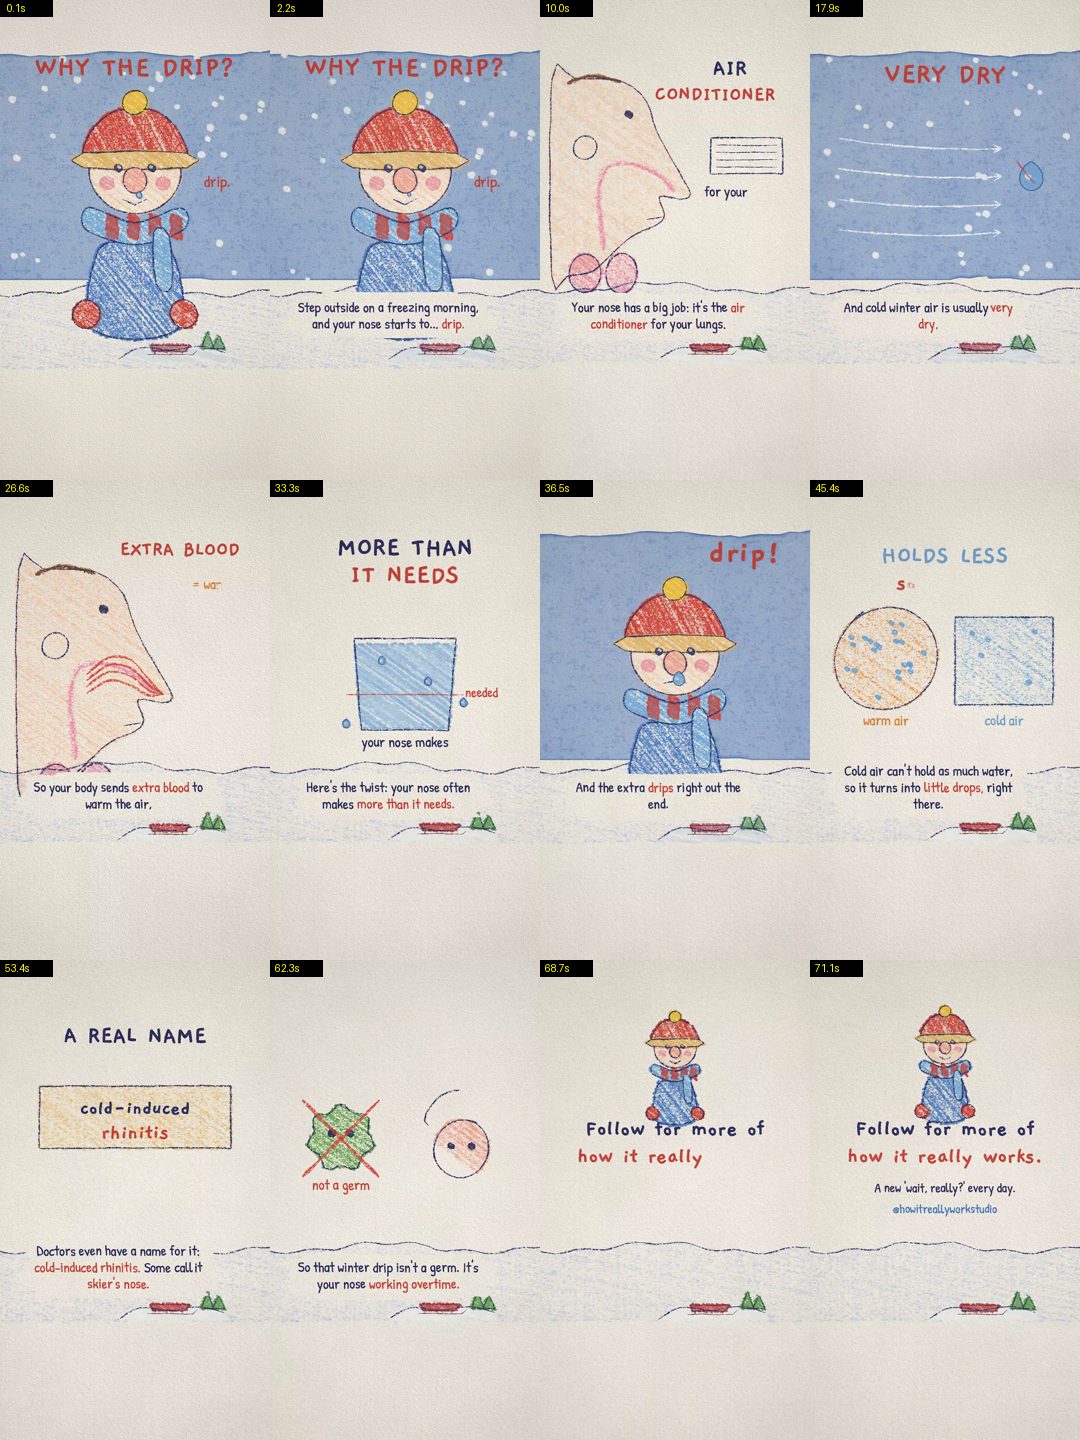 0.1s
WHY THE DRIP?
drip.
2.2s
WHY THE DRIP?
drip.
Step outside on a freezing morning,
and your nose starts to... drip.
10.0s
AIR
CONDITIONER
for your
Your nose has a big job: it's the air
conditioner for your lungs.
17.9s
VERY DRY
And cold winter air is usually very
dry.
26.6s
EXTRA BLOOD
= war
So your body sends extra blood to
warm the air,
33.3s
MORE THAN
IT NEEDS
needed
your nose makes
Here's the twist: your nose often
makes more than it needs.
36.5s
drip!
And the extra drips right out the
end.
45.4s
HOLDS LESS
so
warm air
cold air
Cold air can't hold as much water,
so it turns into little drops, right
there.
53.4s
A REAL NAME
cold-induced
rhinitis
Doctors even have a name for it:
cold-induced rhinitis. Some call it
skier's nose.
62.3s
not a germ
So that winter drip isn't a germ. It's
your nose working overtime.
68.7s
Follow for more of
how it really
71.1s
Follow for more of
how it really works.
A new 'wait, really?' every day.
@howitreallyworkstudio